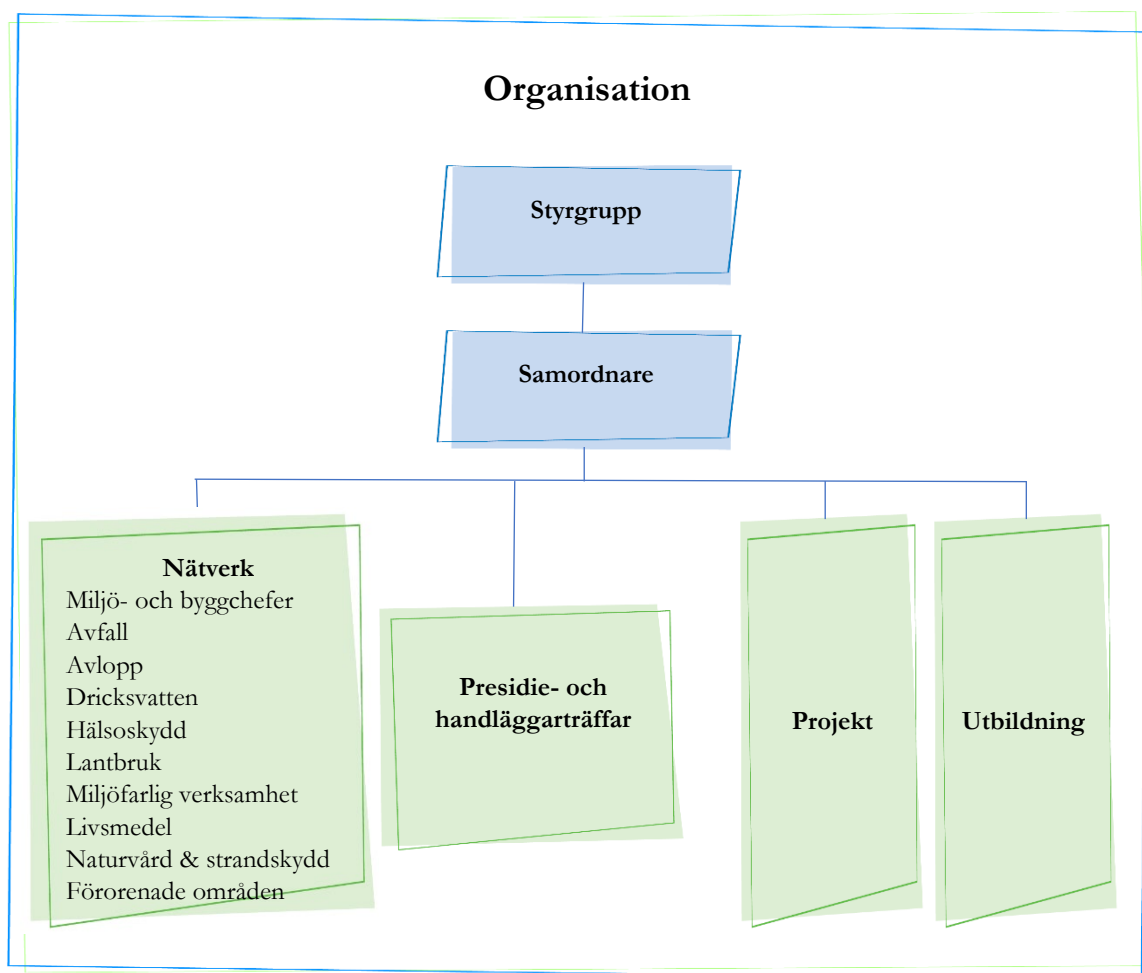 Organisation
Styrgrupp
Samordnare
Nätverk
Miljö- och byggchefer
Avfall
Avlopp
Dricksvatten
Hälsoskydd
Lantbruk
Miljöfarlig verksamhet
Livsmedel
Naturvård & strandskydd
Förorenade områden
Presidie- och
handläggarträffar
Projekt
Utbildning